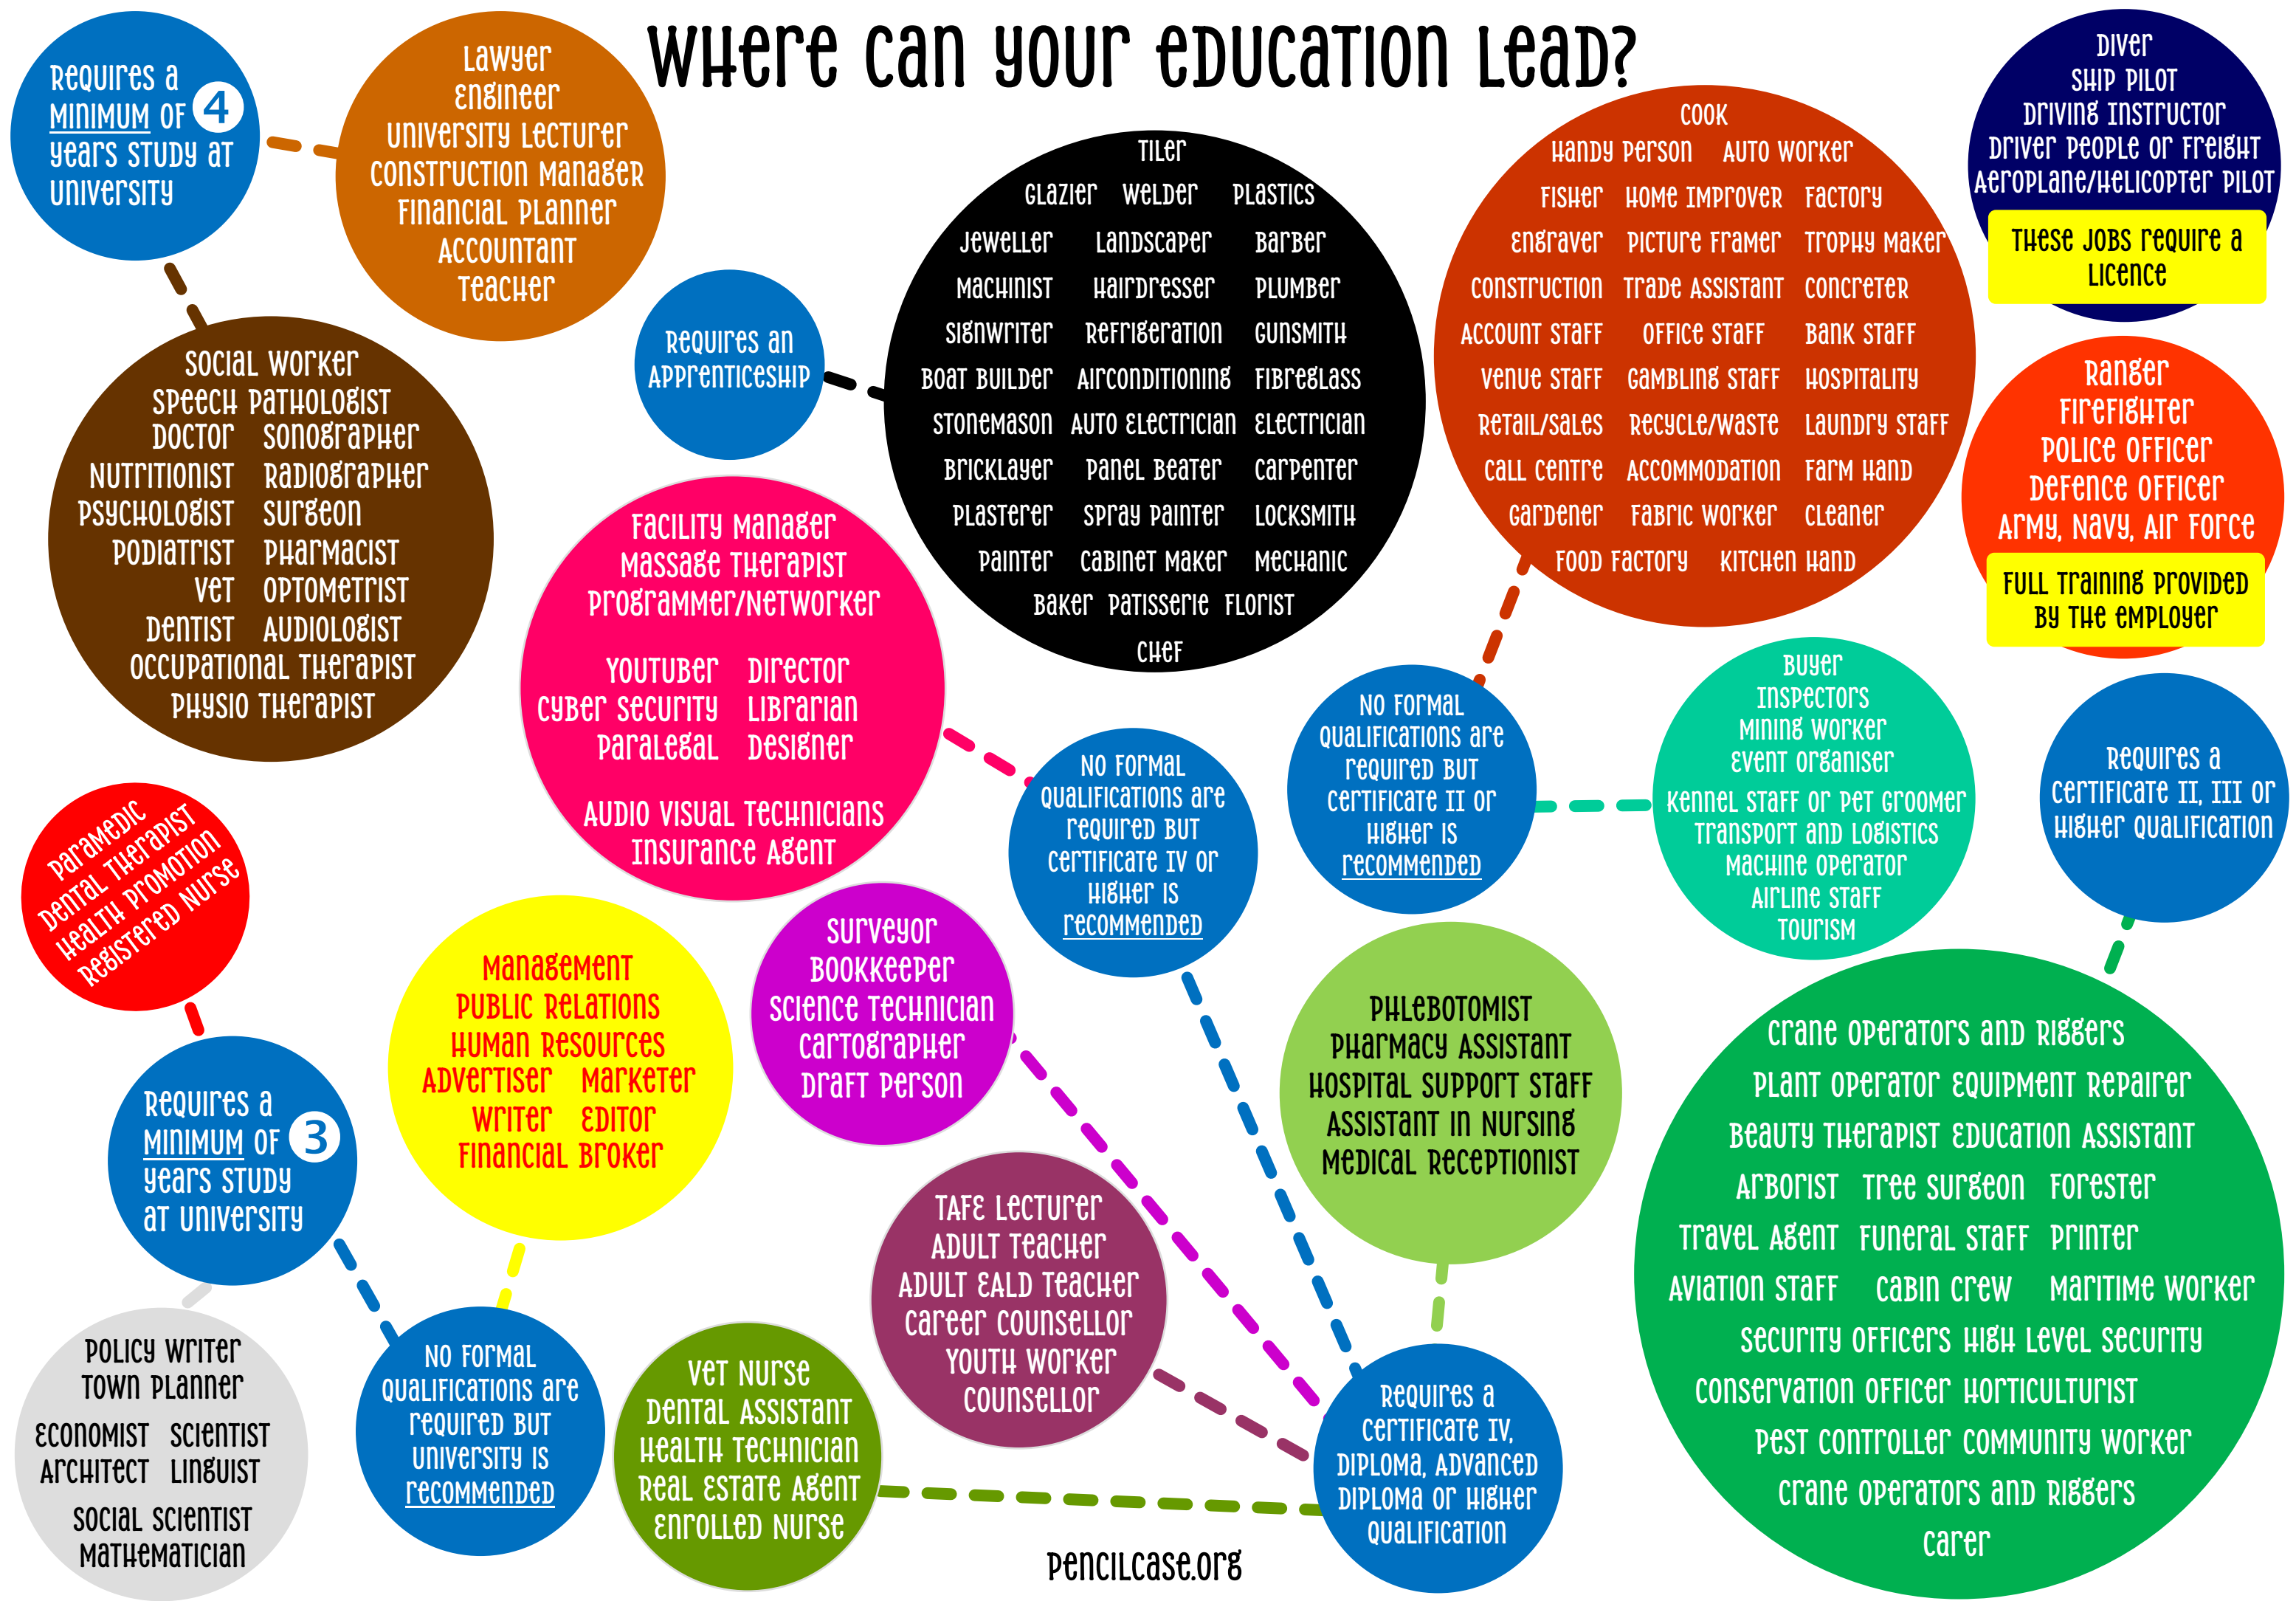 WHERE CAN YOUR EDUCATION LEAD?
REQUIRES A
MINIMUM OF 4
YEARS STUDY AT
UNIVERSITY
LAWYER
ENGINEER
UNIVERSITY LECTURER
CONSTRUCTION MANAGER
FINANCIAL PLANNER
ACCOUNTANT
TEACHER
SOCIAL WORKER
SPEECH PATHOLOGIST
DOCTOR SONOGRAPHER
NUTRITIONIST RADIOGRAPHER
PSYCHOLOGIST SURGEON
PODIATRIST PHARMACIST
VET OPTOMETRIST
DENTIST AUDIOLOGIST
OCCUPATIONAL THERAPIST
PHYSIO THERAPIST
REQUIRES AN
APPRENTICESHIP
TILER
GLAZIER WELDER PLASTICS
JEWELLER LANDSCAPER BARBER
MACHINIST HAIRDRESSER PLUMBER
SIGNWRITER REFRIGERATION GUNSMITH
BOAT BUILDER AIRCONDITIONING FIBREGLASS
STONEMASON AUTO ELECTRICIAN ELECTRICIAN
BRICKLAYER PANEL BEATER CARPENTER
PLASTERER SPRAY PAINTER LOCKSMITH
PAINTER CABINET MAKER MECHANIC
BAKER PATISSERIE FLORIST
CHEF
COOK
HANDY PERSON AUTO WORKER
FISHER HOME IMPROVER FACTORY
ENGRAVER PICTURE FRAMER TROPHY MAKER
CONSTRUCTION TRADE ASSISTANT CONCRETER
ACCOUNT STAFF OFFICE STAFF BANK STAFF
VENUE STAFF GAMBLING STAFF HOSPITALITY
RETAIL/SALES RECYCLE/WASTE LAUNDRY STAFF
CALL CENTRE ACCOMMODATION FARM HAND
GARDENER FABRIC WORKER CLEANER
FOOD FACTORY KITCHEN HAND
DIVER
SHIP PILOT
DRIVING INSTRUCTOR
DRIVER PEOPLE OR FREIGHT
AEROPLANE/HELICOPTER PILOT
THESE JOBS REQUIRE A
LICENCE
RANGER
FIREFIGHTER
POLICE OFFICER
DEFENCE OFFICER
ARMY, NAVY, AIR FORCE
FULL TRAINING PROVIDED
BY THE EMPLOYER
FACILITY MANAGER
MASSAGE THERAPIST
PROGRAMMER/NETWORKER
YOUTUBER DIRECTOR
CYBER SECURITY LIBRARIAN
PARALEGAL DESIGNER
AUDIO VISUAL TECHNICIANS
INSURANCE AGENT
NO FORMAL
QUALIFICATIONS ARE
REQUIRED BUT
CERTIFICATE IV OR
HIGHER IS
RECOMMENDED
NO FORMAL
QUALIFICATIONS ARE
REQUIRED BUT
CERTIFICATE II OR
HIGHER IS
RECOMMENDED
BUYER
INSPECTORS
MINING WORKER
EVENT ORGANISER
KENNEL STAFF OR PET GROOMER
TRANSPORT AND LOGISTICS
MACHINE OPERATOR
AIRLINE STAFF
TOURISM
REQUIRES A
CERTIFICATE II, III OR
HIGHER QUALIFICATION
PARAMEDIC
DENTAL THERAPIST
HEALTH PROMOTION
REGISTERED NURSE
REQUIRES A
MINIMUM OF 3
YEARS STUDY
AT UNIVERSITY
MANAGEMENT
PUBLIC RELATIONS
HUMAN RESOURCES
ADVERTISER MARKETER
WRITER EDITOR
FINANCIAL BROKER
SURVEYOR
BOOKKEEPER
SCIENCE TECHNICIAN
CARTOGRAPHER
DRAFT PERSON
PHLEBOTOMIST
PHARMACY ASSISTANT
HOSPITAL SUPPORT STAFF
ASSISTANT IN NURSING
MEDICAL RECEPTIONIST
CRANE OPERATORS AND RIGGERS
PLANT OPERATOR EQUIPMENT REPAIRER
BEAUTY THERAPIST EDUCATION ASSISTANT
ARBORIST TREE SURGEON FORESTER
TRAVEL AGENT FUNERAL STAFF PRINTER
AVIATION STAFF CABIN CREW MARITIME WORKER
SECURITY OFFICERS HIGH LEVEL SECURITY
CONSERVATION OFFICER HORTICULTURIST
PEST CONTROLLER COMMUNITY WORKER
CRANE OPERATORS AND RIGGERS
CARER
POLICY WRITER
TOWN PLANNER
ECONOMIST SCIENTIST
ARCHITECT LINGUIST
SOCIAL SCIENTIST
MATHEMATICIAN
NO FORMAL
QUALIFICATIONS ARE
REQUIRED BUT
UNIVERSITY IS
RECOMMENDED
VET NURSE
DENTAL ASSISTANT
HEALTH TECHNICIAN
REAL ESTATE AGENT
ENROLLED NURSE
TAFE LECTURER
ADULT TEACHER
ADULT EALD TEACHER
CAREER COUNSELLOR
YOUTH WORKER
COUNSELLOR
REQUIRES A
CERTIFICATE IV,
DIPLOMA, ADVANCED
DIPLOMA OR HIGHER
QUALIFICATION
PENCILCASE.ORG